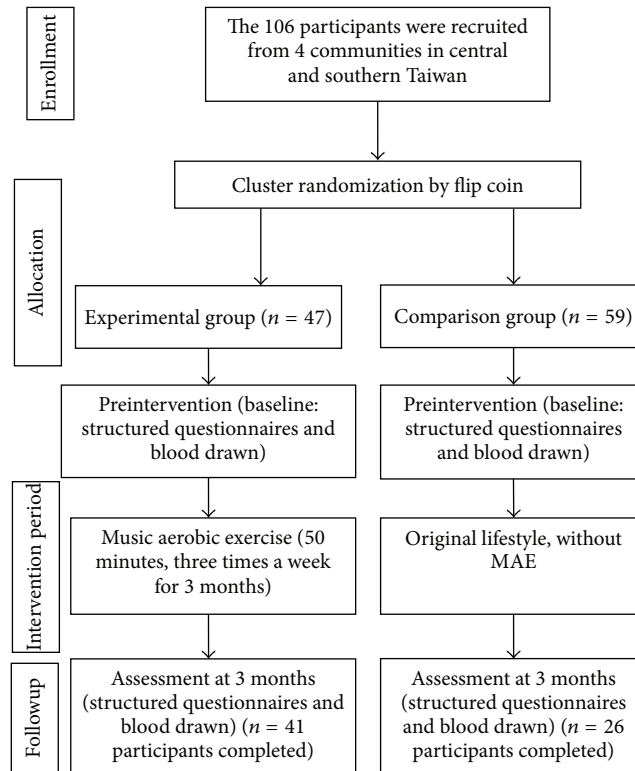 Enrollment
The 106 participants were recruited
from 4 communities in central
and southern Taiwan
Cluster randomization by flip coin
Allocation
Experimental group (n = 47)
Comparison group (n = 59)
Preintervention (baseline:
structured questionnaires and
blood drawn)
Preintervention (baseline:
structured questionnaires
and blood drawn)
Intervention period
Music aerobic exercise (50
minutes, three times a week
for 3 months)
Original lifestyle, without
MAE
Followup
Assessment at 3 months
(structured questionnaires and
blood drawn) (n = 41
participants completed)
Assessment at 3 months
(structured questionnaires
and blood drawn) (n = 26
participants completed)